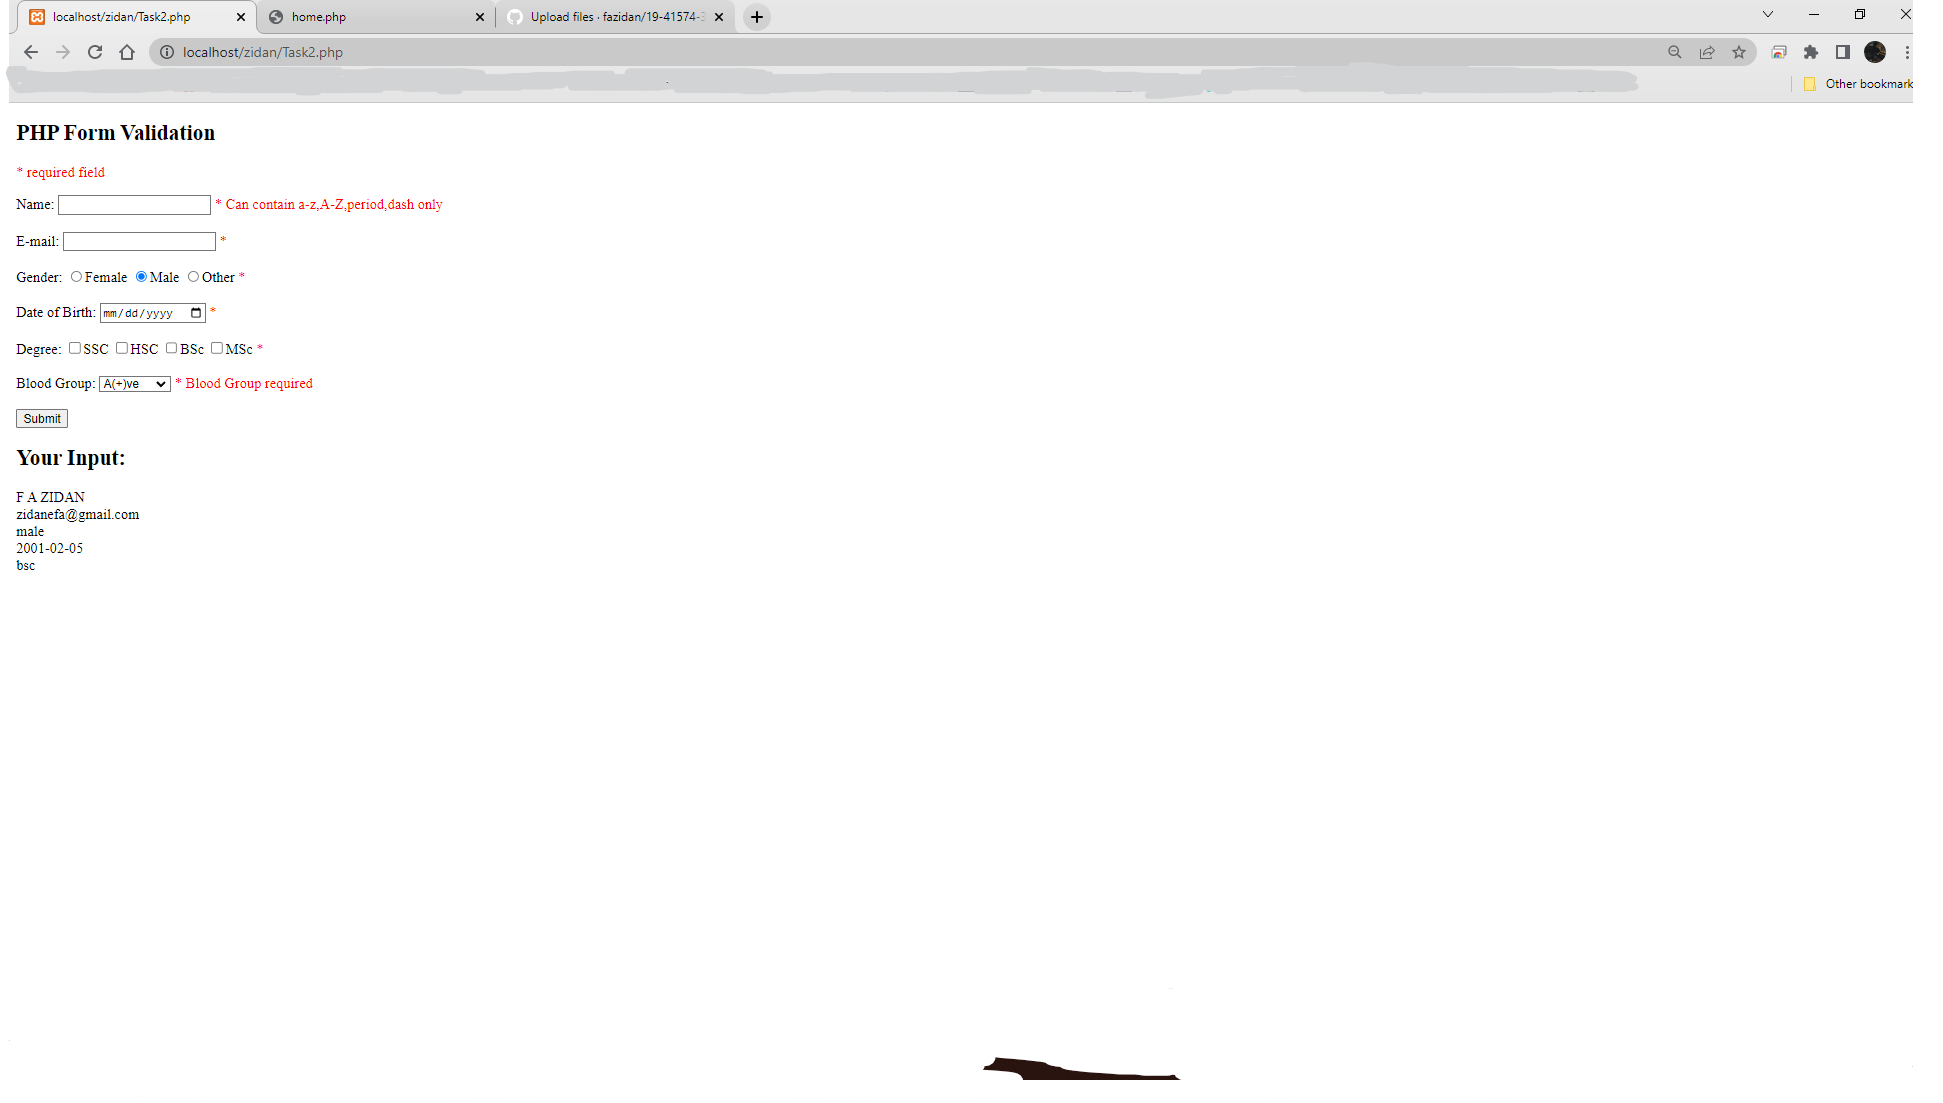 localhost/zidan/Task2.php
home.php
Upload files · fazidan/19-41574-3
localhost/zidan/Task2.php
Other bookmark
PHP Form Validation
* required field
Name: * Can contain a-z,A-Z,period,dash only
E-mail: *
Gender: Female Male Other *
Date of Birth: mm/dd/yyyy *
Degree: SSC HSC BSc MSc *
Blood Group: A(+)ve * Blood Group required
Submit
Your Input:
F A ZIDAN
zidanefa@gmail.com
male
2001-02-05
bsc